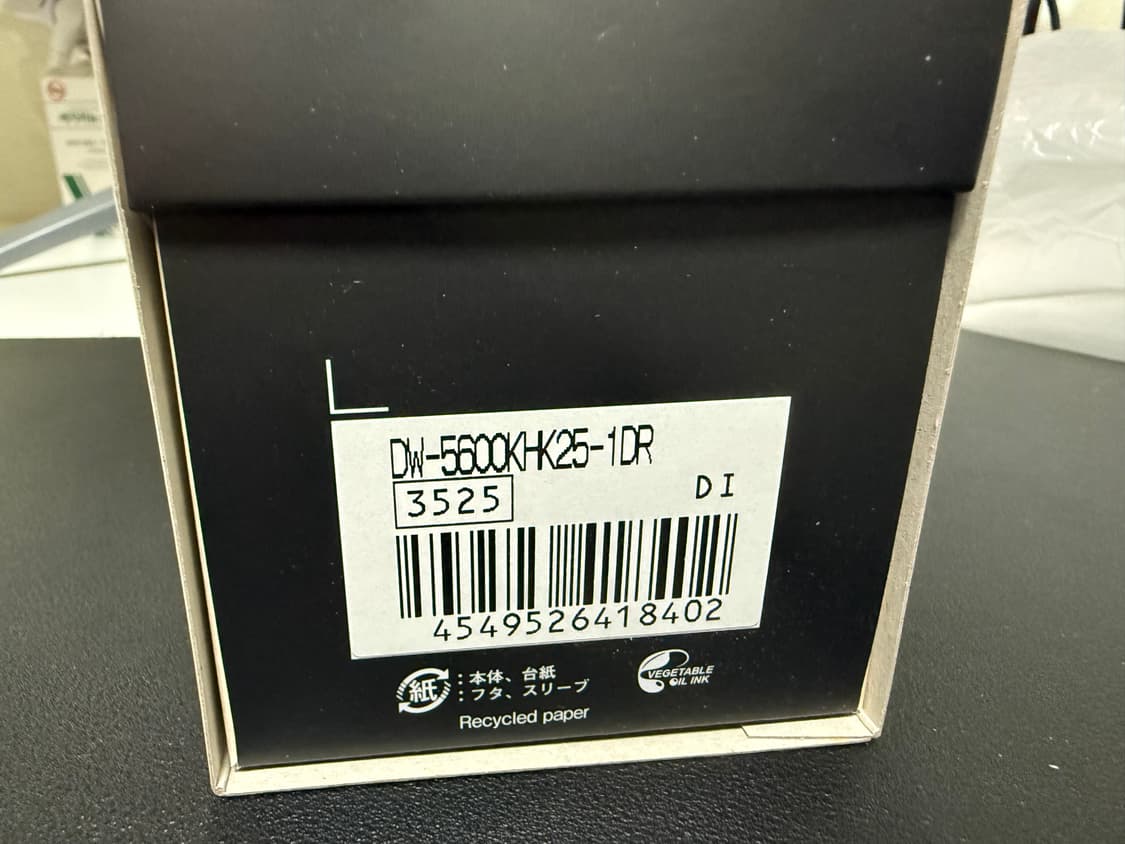 DW-5600KHK25-1DR
3525
DI
4549526418402
紙 : 本体、台紙
: フタ、スリーブ
Recycled paper
VEGETABLE
OIL INK